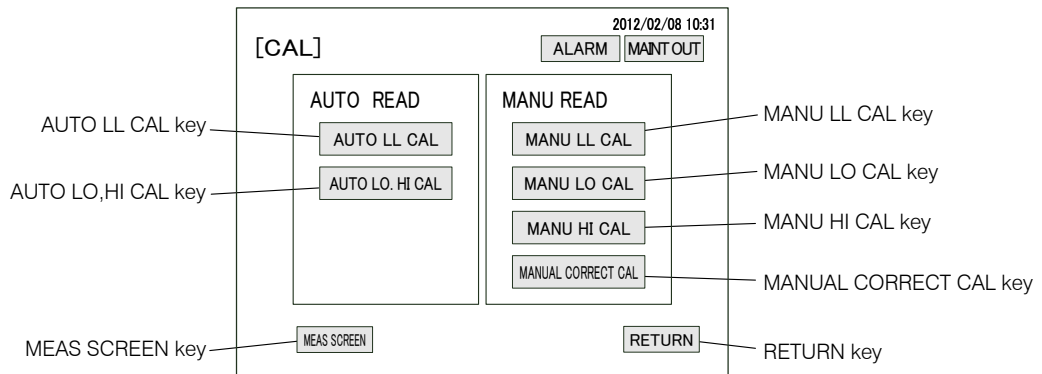 2012/02/08 10:31
[CAL]
ALARM
MAINT OUT
AUTO READ
MANU READ
AUTO LL CAL key
AUTO LL CAL
MANU LL CAL
MANU LL CAL key
AUTO LO,HI CAL key
AUTO LO. HI CAL
MANU LO CAL
MANU LO CAL key
MANU HI CAL
MANU HI CAL key
MANUAL CORRECT CAL
MANUAL CORRECT CAL key
MEAS SCREEN key
MEAS SCREEN
RETURN
RETURN key